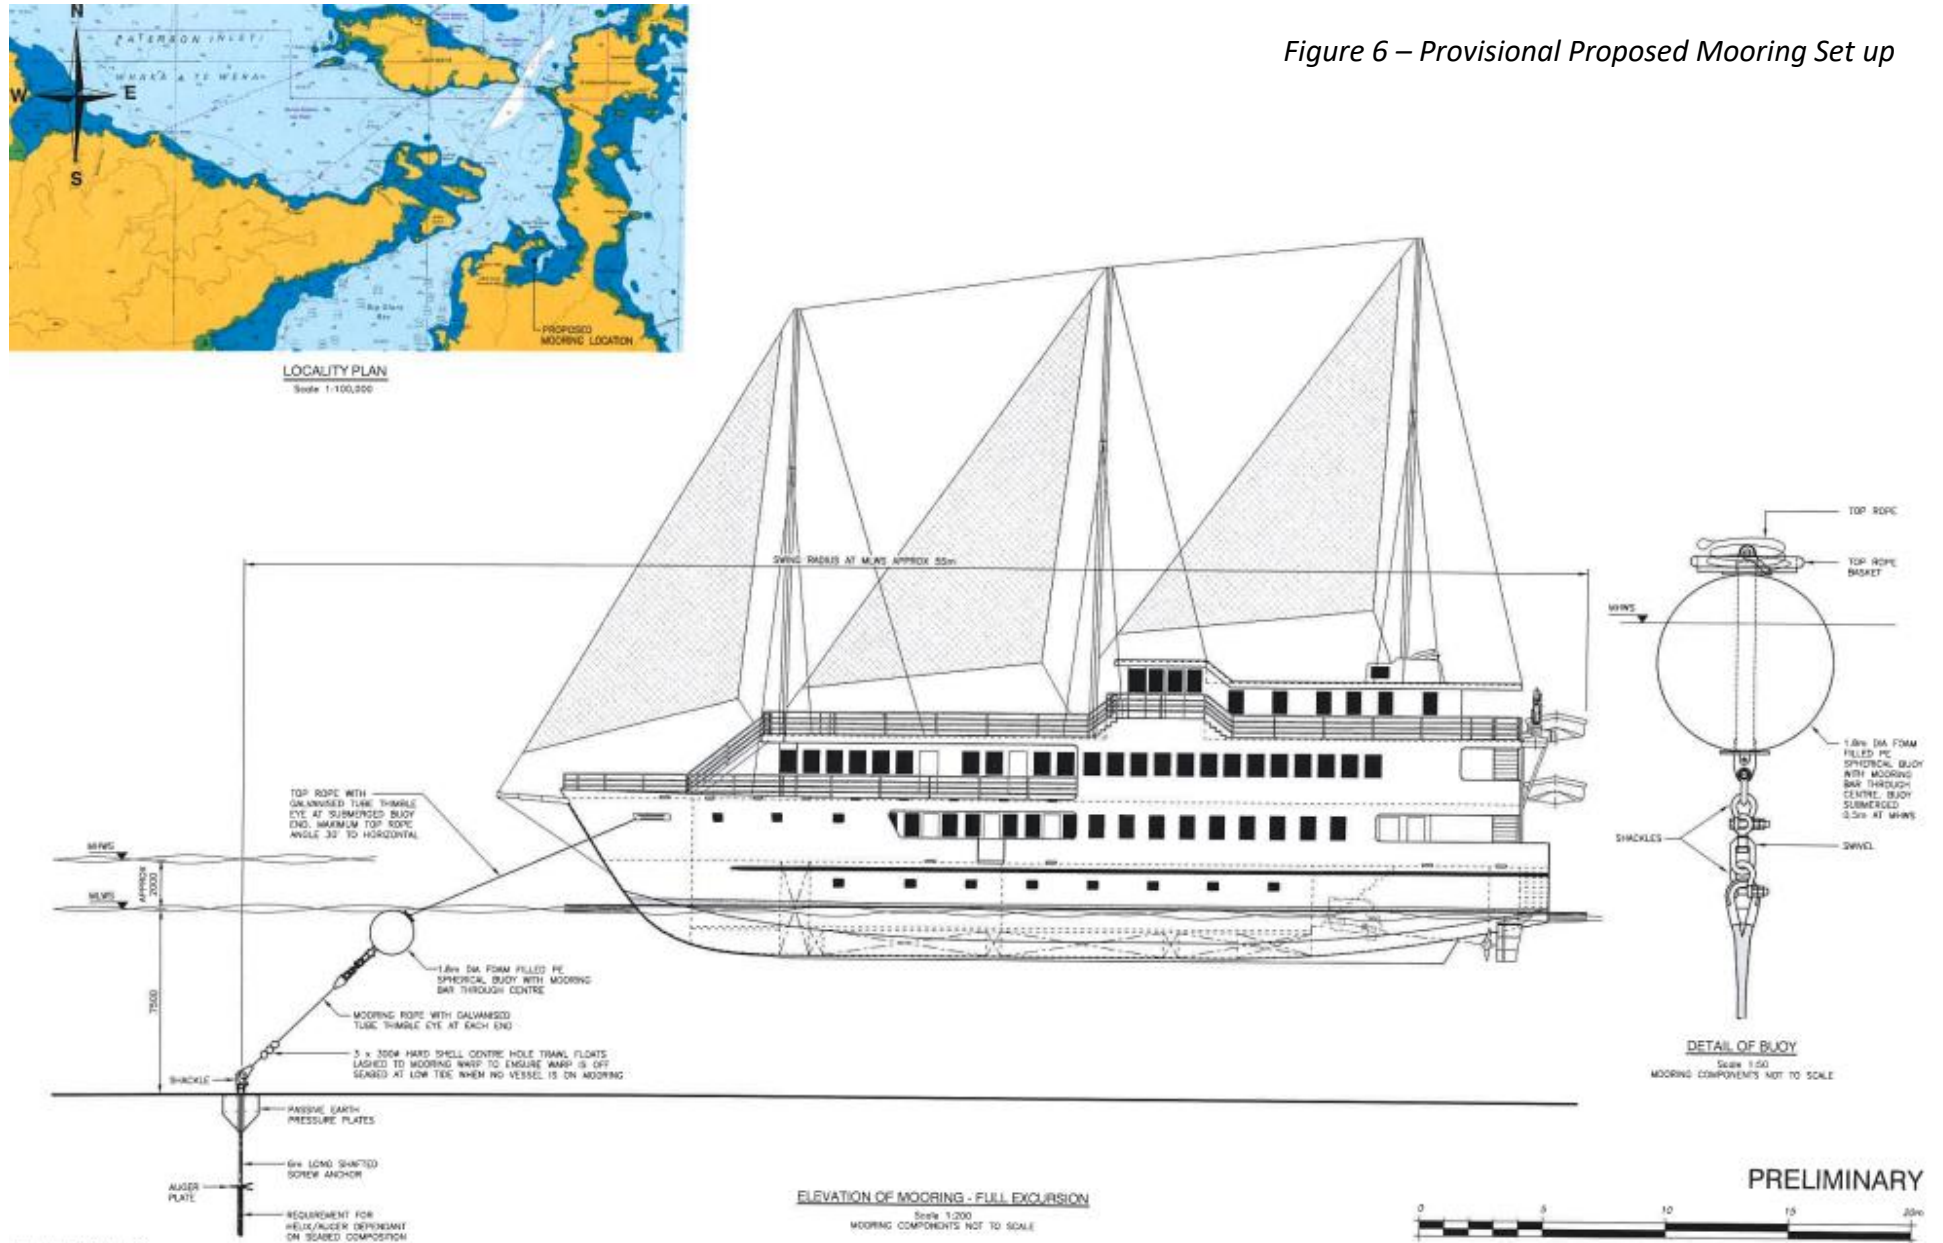 Figure 6 – Provisional Proposed Mooring Set up
N
PATERSON INLET/
WHAKA A TE WERA
W
E
S
Big Glory
Bay
PROPOSED
MOORING LOCATION
LOCALITY PLAN
Scale 1:100,000
SWING RADIUS AT MLWS APPROX 55m
TOP ROPE
TOP ROPE
BASKET
MHWS
1.8m DIA FOAM
FILLED PE
SPHERICAL BUOY
WITH MOORING
BAR THROUGH
CENTRE. BUOY
SUBMERGED
0.5m AT MHWS
SHACKLES
SWIVEL
DETAIL OF BUOY
Scale 1:50
MOORING COMPONENTS NOT TO SCALE
TOP ROPE WITH
GALVANISED TUBE THIMBLE
EYE AT SUBMERGED BUOY
END. MAXIMUM TOP ROPE
ANGLE 30° TO HORIZONTAL
MHWS
APPROX
2000
MLWS
7500
1.8m DIA FOAM FILLED PE
SPHERICAL BUOY WITH MOORING
BAR THROUGH CENTRE
MOORING ROPE WITH GALVANISED
TUBE THIMBLE EYE AT EACH END
3 x 300ø HARD SHELL CENTRE HOLE TRAWL FLOATS
LASHED TO MOORING WARP TO ENSURE WARP IS OFF
SEABED AT LOW TIDE WHEN NO VESSEL IS ON MOORING
SHACKLE
PASSIVE EARTH
PRESSURE PLATES
6m LONG SHAFTED
SCREW ANCHOR
AUGER
PLATE
REQUIREMENT FOR
HELIX/AUGER DEPENDANT
ON SEABED COMPOSITION
ELEVATION OF MOORING - FULL EXCURSION
Scale 1:200
MOORING COMPONENTS NOT TO SCALE
PRELIMINARY
0 5 10 15 20m